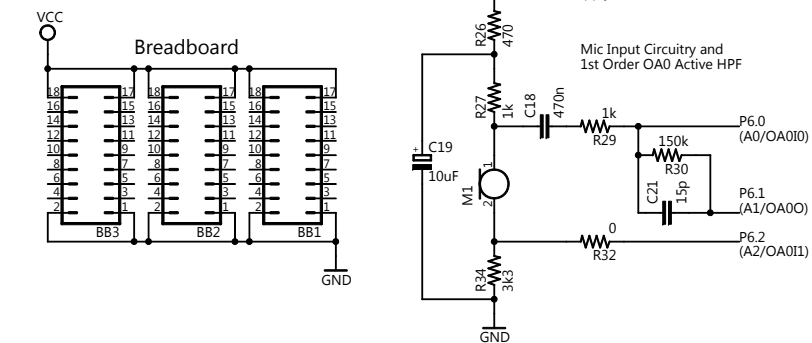 VCC
Breadboard
18 17 18 17 18 17
16 15 16 15 16 15
14 13 14 13 14 13
12 11 12 11 12 11
10 9 10 9 10 9
8 7 8 7 8 7
6 5 6 5 6 5
4 3 4 3 4 3
2 1 2 1 2 1
BB3 BB2 BB1
GND
R26
470
Mic Input Circuitry and
1st Order OA0 Active HPF
R27
1k
C18
470n
1k
R29
P6.0
(A0/OA0I0)
+
C19
10uF
150k
R30
C21
15p
1
M1
2
P6.1
(A1/OA0O)
0
R32
P6.2
(A2/OA0I1)
R34
3k3
GND